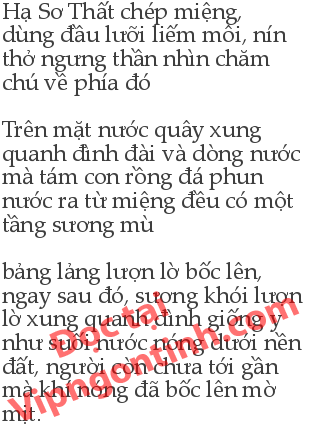 Hạ Sơ Thất chép miệng,
dùng đầu lưỡi liếm môi, nín
thở ngưng thần nhìn chăm
chú về phía đó
Trên mặt nước quây xung
quanh đình đài và dòng nước
mà tám con rồng đá phun
nước ra từ miệng đều có một
tầng sương mù
bảng lảng lượn lờ bốc lên,
ngay sau đó, sương khói lượn
lờ xung quanh đình giống y
như suối nước nóng dưới nền
đất, người còn chưa tới gần
mà khí nóng đã bốc lên mờ
mịt.
Đọc tại
Vipngontinh.com